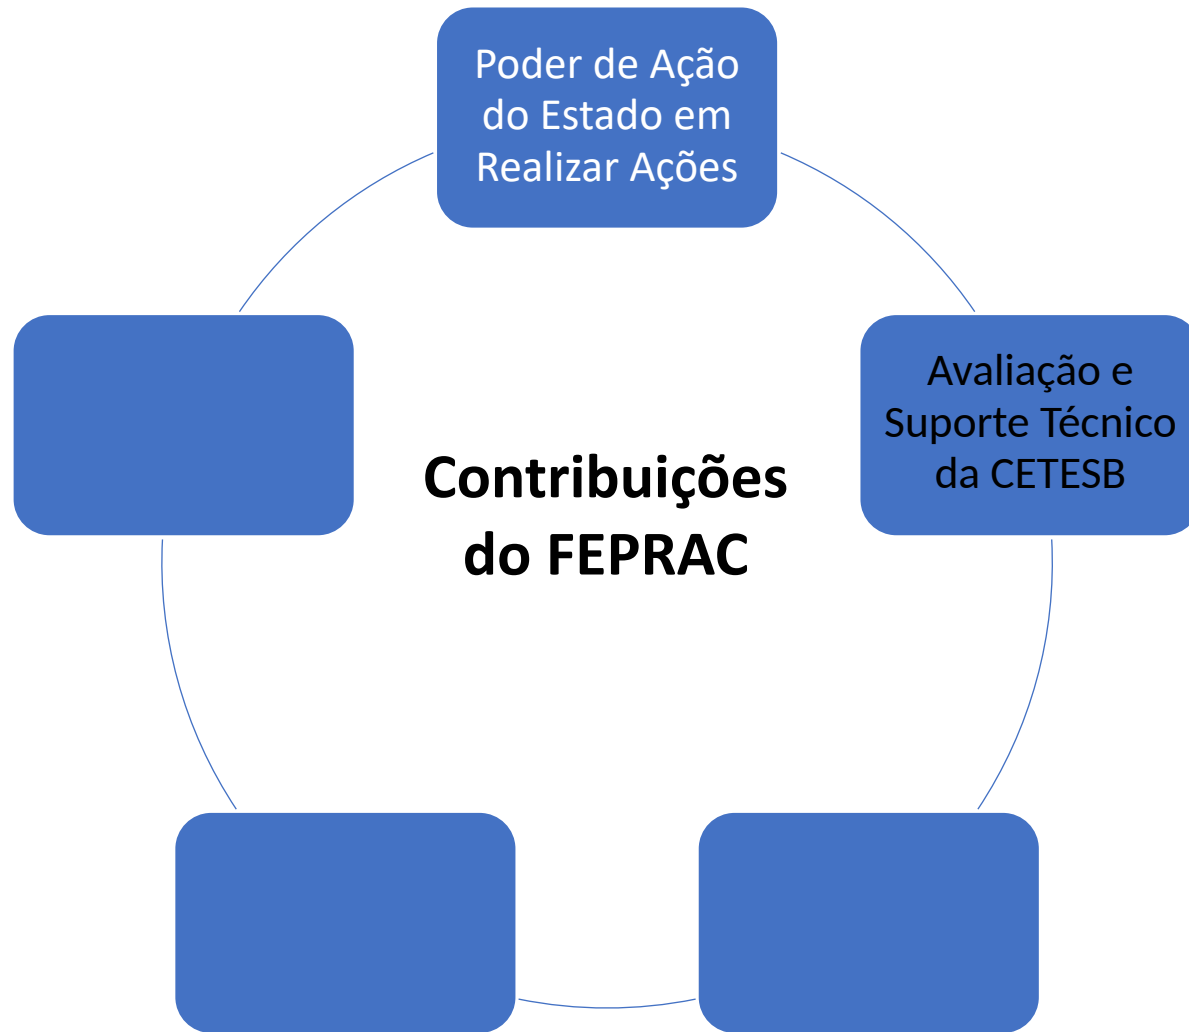 Poder de Ação
do Estado em
Realizar Ações
Avaliação e
Suporte Técnico
da CETESB
Contribuições
do FEPRAC